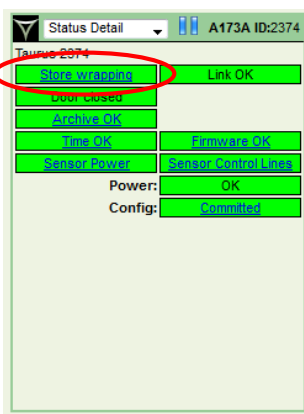 Status Detail A173A ID:2374
Taurus 2374
Store wrapping Link OK
Door closed
Archive OK
Time OK Firmware OK
Sensor Power Sensor Control Lines
Power: OK
Config: Committed